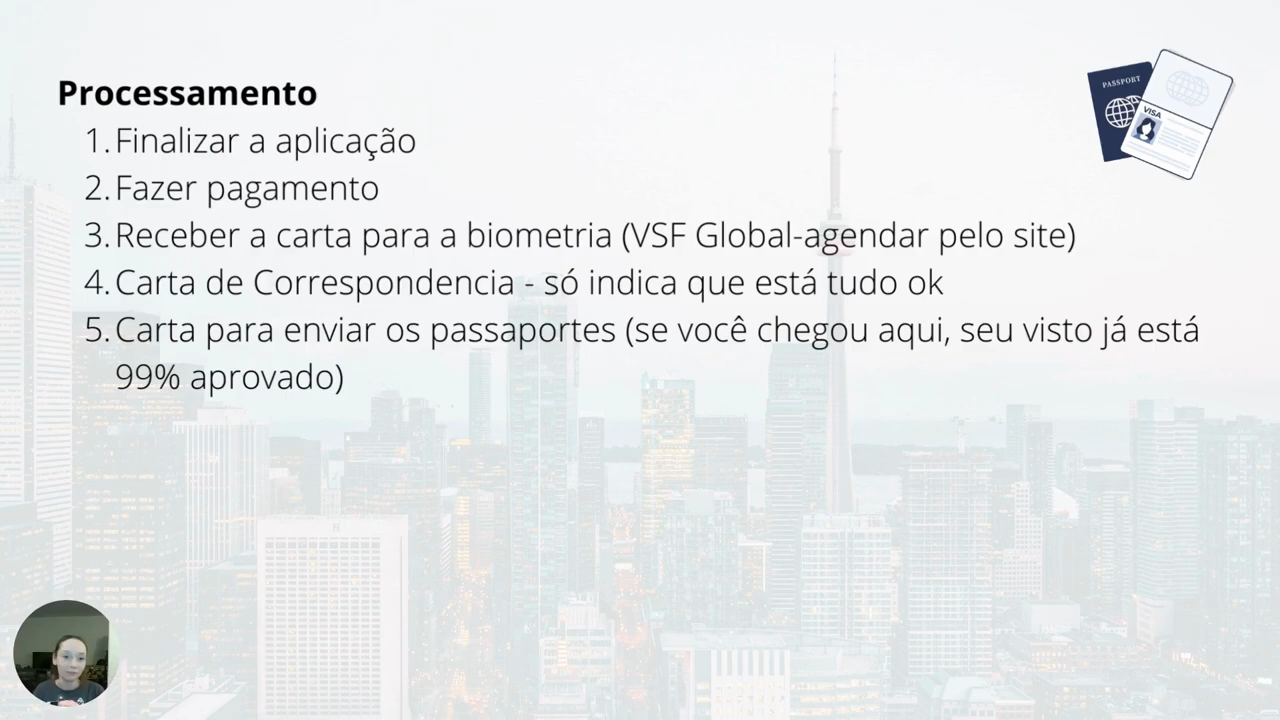 Processamento
1. Finalizar a aplicação
2. Fazer pagamento
3. Receber a carta para a biometria (VSF Global-agendar pelo site)
4. Carta de Correspondencia - só indica que está tudo ok
5. Carta para enviar os passaportes (se você chegou aqui, seu visto já está
99% aprovado)
PASSPORT
VISA